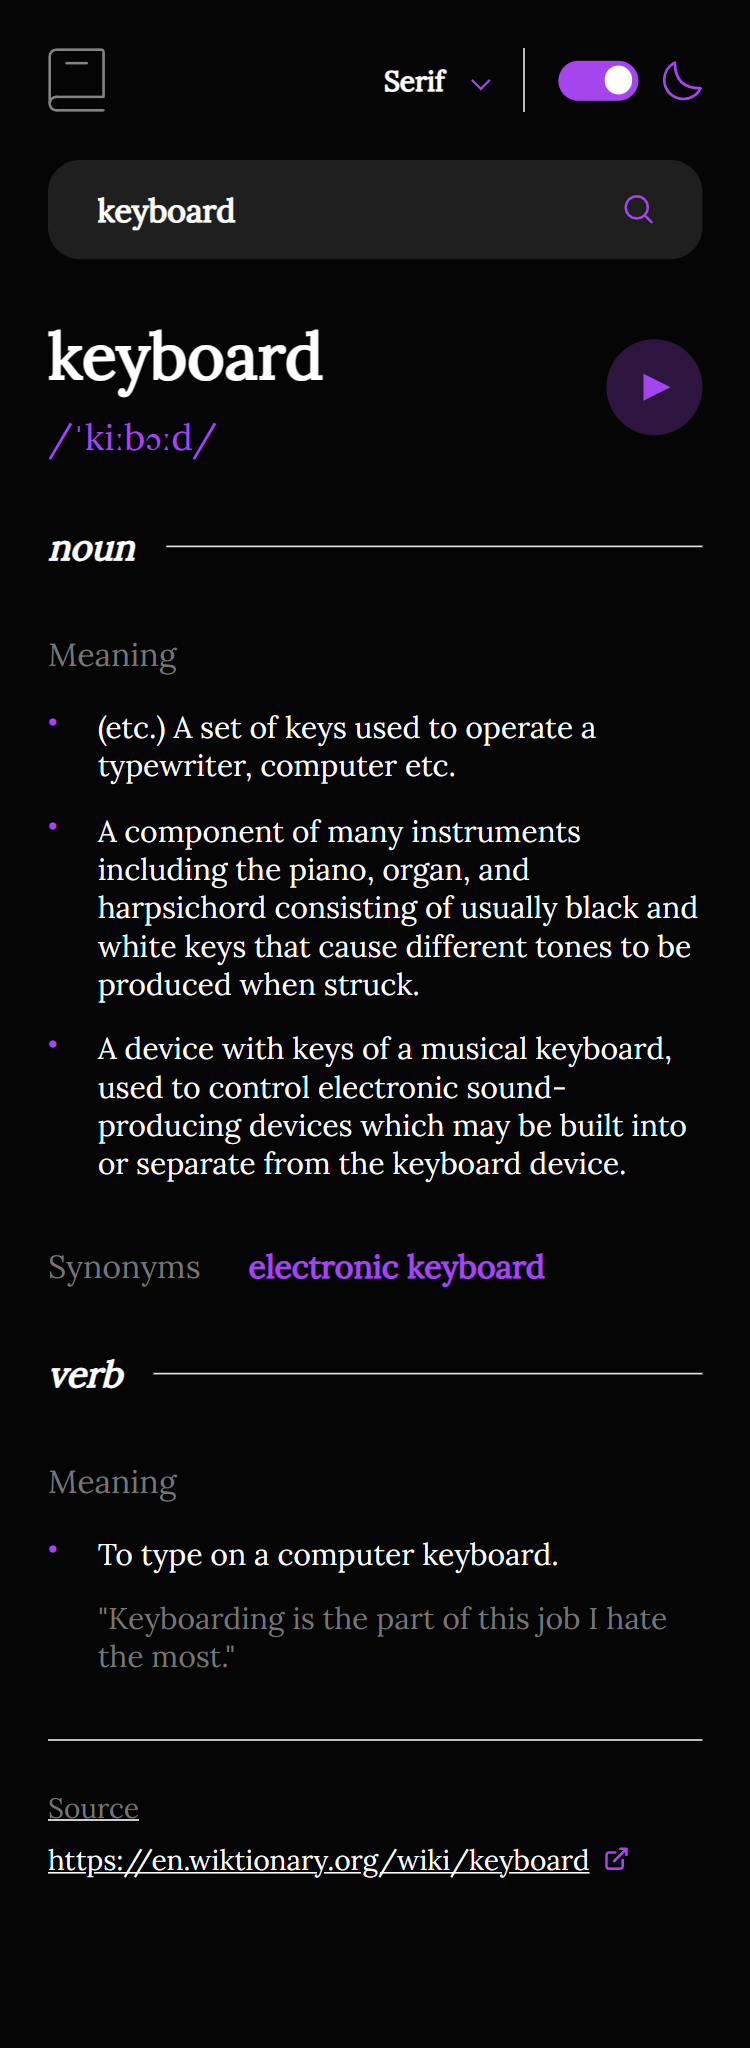 Serif
keyboard
keyboard
/ˈkiːbɔːd/
noun
Meaning
(etc.) A set of keys used to operate a
typewriter, computer etc.
A component of many instruments
including the piano, organ, and
harpsichord consisting of usually black and
white keys that cause different tones to be
produced when struck.
A device with keys of a musical keyboard,
used to control electronic sound-
producing devices which may be built into
or separate from the keyboard device.
Synonyms electronic keyboard
verb
Meaning
To type on a computer keyboard.
"Keyboarding is the part of this job I hate
the most."
Source
https://en.wiktionary.org/wiki/keyboard